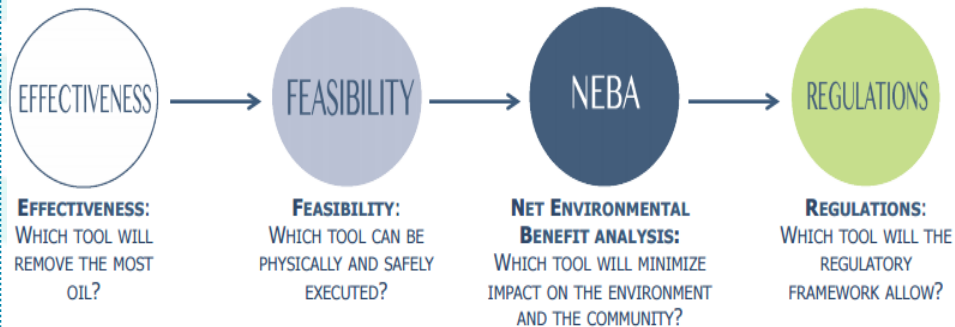 EFFECTIVENESS
FEASIBILITY
NEBA
REGULATIONS
EFFECTIVENESS:
WHICH TOOL WILL
REMOVE THE MOST
OIL?
FEASIBILITY:
WHICH TOOL CAN BE
PHYSICALLY AND SAFELY
EXECUTED?
NET ENVIRONMENTAL
BENEFIT ANALYSIS:
WHICH TOOL WILL MINIMIZE
IMPACT ON THE ENVIRONMENT
AND THE COMMUNITY?
REGULATIONS:
WHICH TOOL WILL THE
REGULATORY
FRAMEWORK ALLOW?